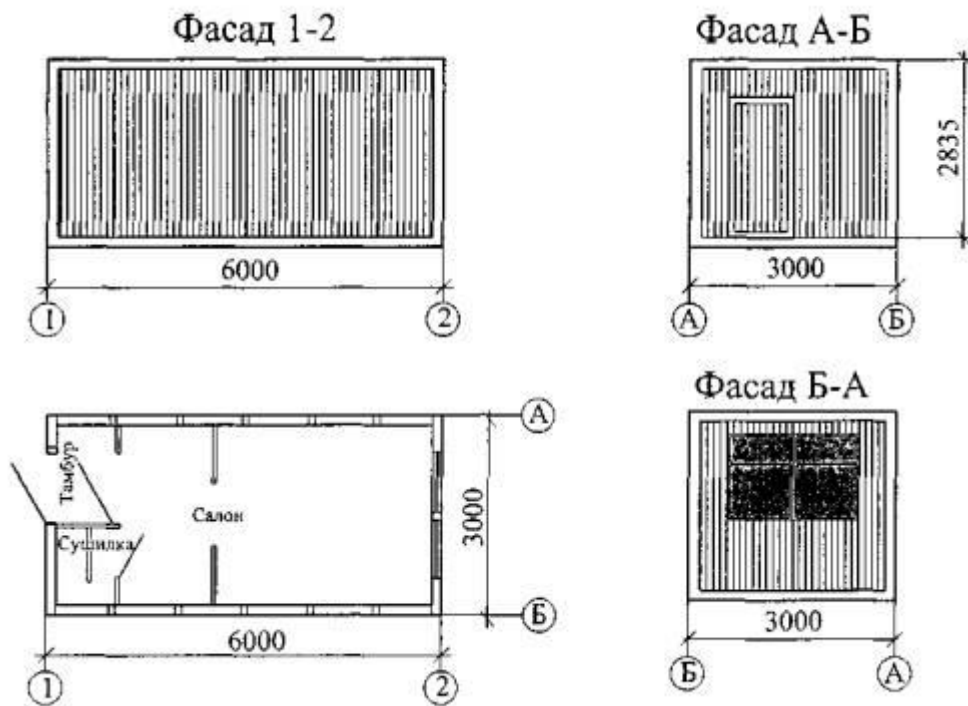 Фасад 1-2
6000
1
2
Фасад А-Б
2835
3000
А
Б
Тамбур
Сушилка
Салон
А
3000
Б
6000
1
2
Фасад Б-А
3000
Б
А